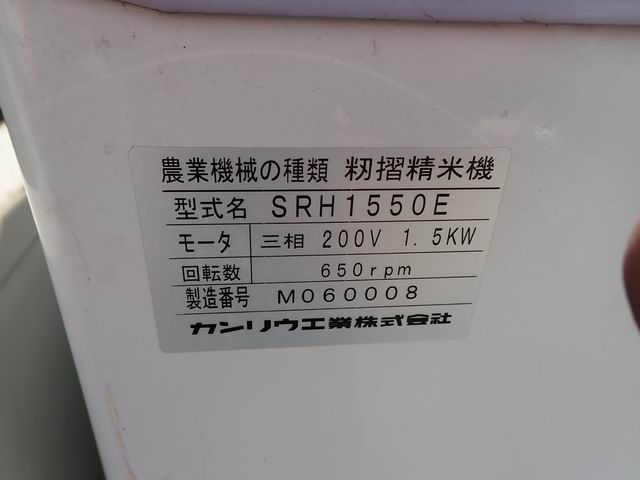 農業機械の種類 籾摺精米機
型式名 SRH1550E
モータ 三相 200V 1.5KW
回転数 650rpm
製造番号 M060008
カンリウ工業株式会社